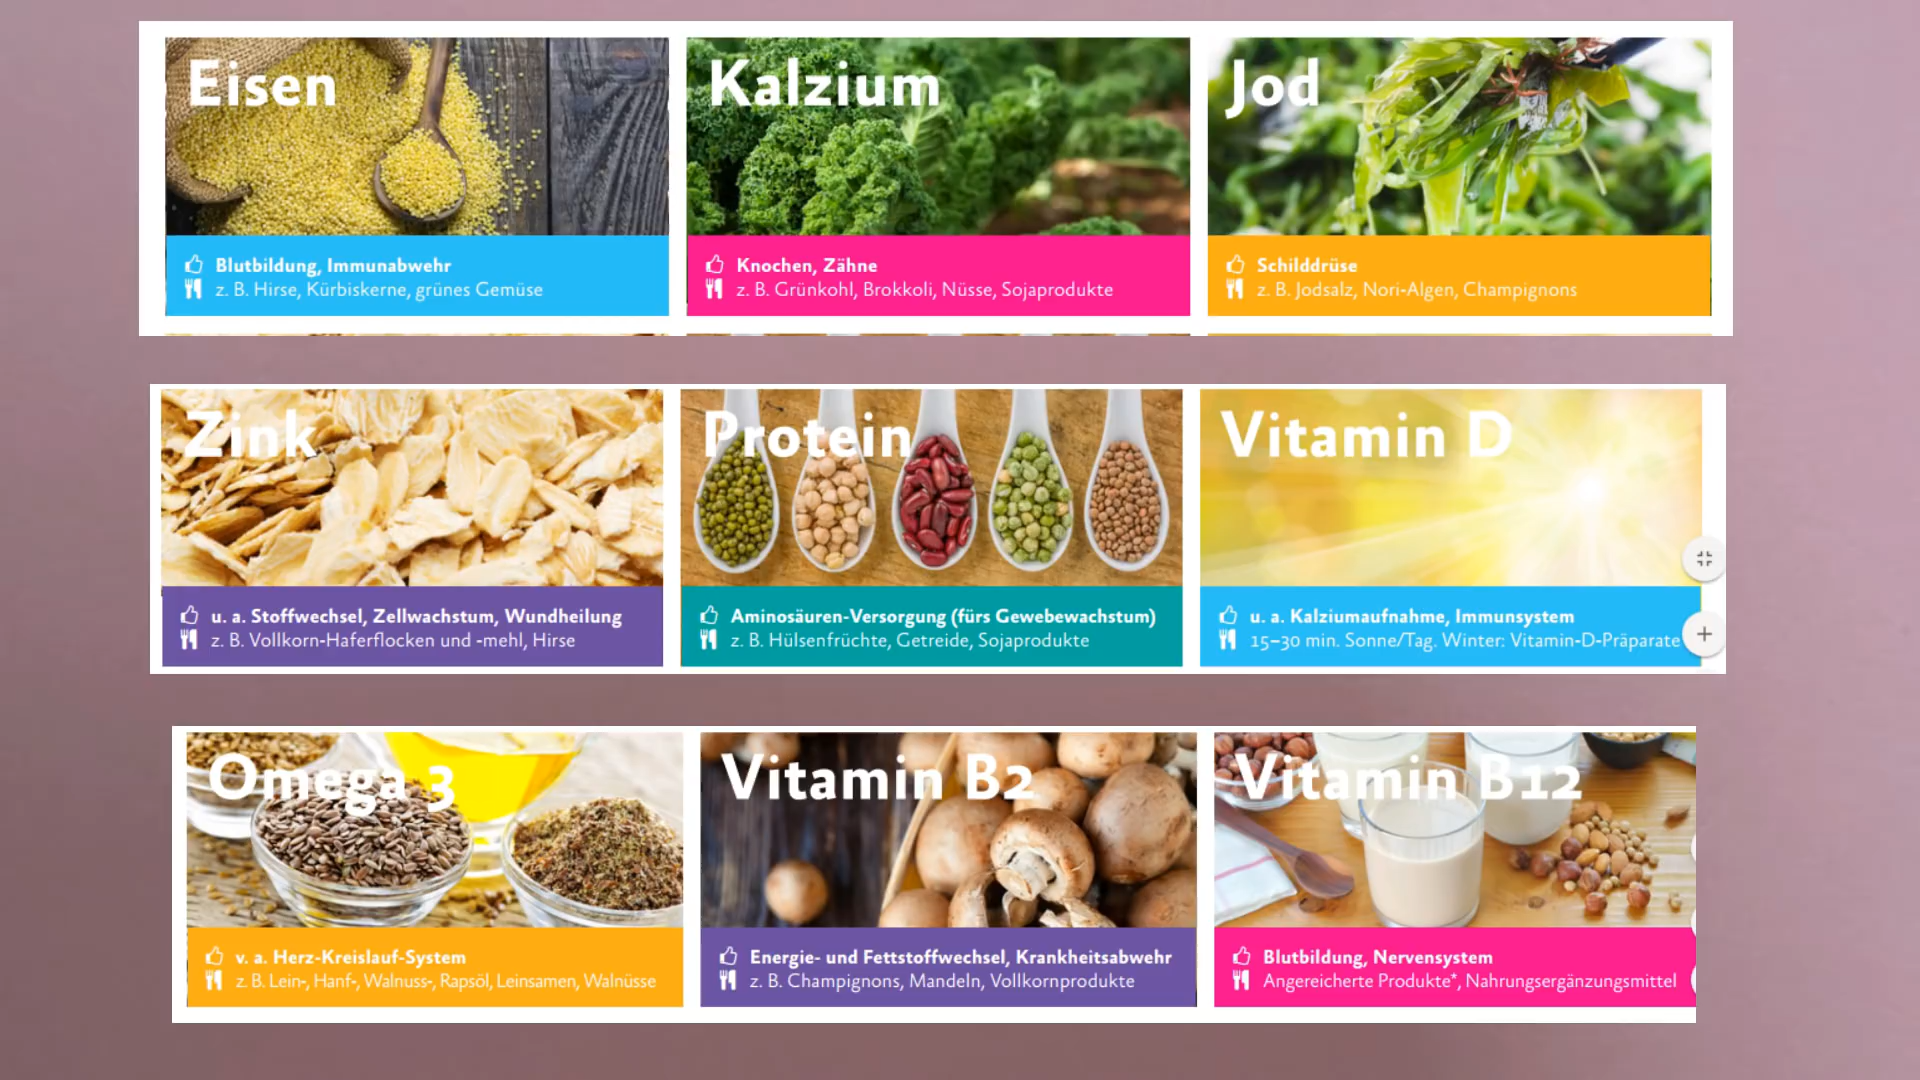 Eisen
Blutbildung, Immunabwehr
z. B. Hirse, Kürbiskerne, grünes Gemüse
Kalzium
Knochen, Zähne
z. B. Grünkohl, Brokkoli, Nüsse, Sojaprodukte
Jod
Schilddrüse
z. B. Jodsalz, Nori-Algen, Champignons
Zink
u. a. Stoffwechsel, Zellwachstum, Wundheilung
z. B. Vollkorn-Haferflocken und -mehl, Hirse
Protein
Aminosäuren-Versorgung (fürs Gewebewachstum)
z. B. Hülsenfrüchte, Getreide, Sojaprodukte
Vitamin D
u. a. Kalziumaufnahme, Immunsystem
15–30 min. Sonne/Tag. Winter: Vitamin-D-Präparate
Omega 3
v. a. Herz-Kreislauf-System
z. B. Lein-, Hanf-, Walnuss-, Rapsöl, Leinsamen, Walnüsse
Vitamin B2
Energie- und Fettstoffwechsel, Krankheitsabwehr
z. B. Champignons, Mandeln, Vollkornprodukte
Vitamin B12
Blutbildung, Nervensystem
Angereicherte Produkte*, Nahrungsergänzungsmittel